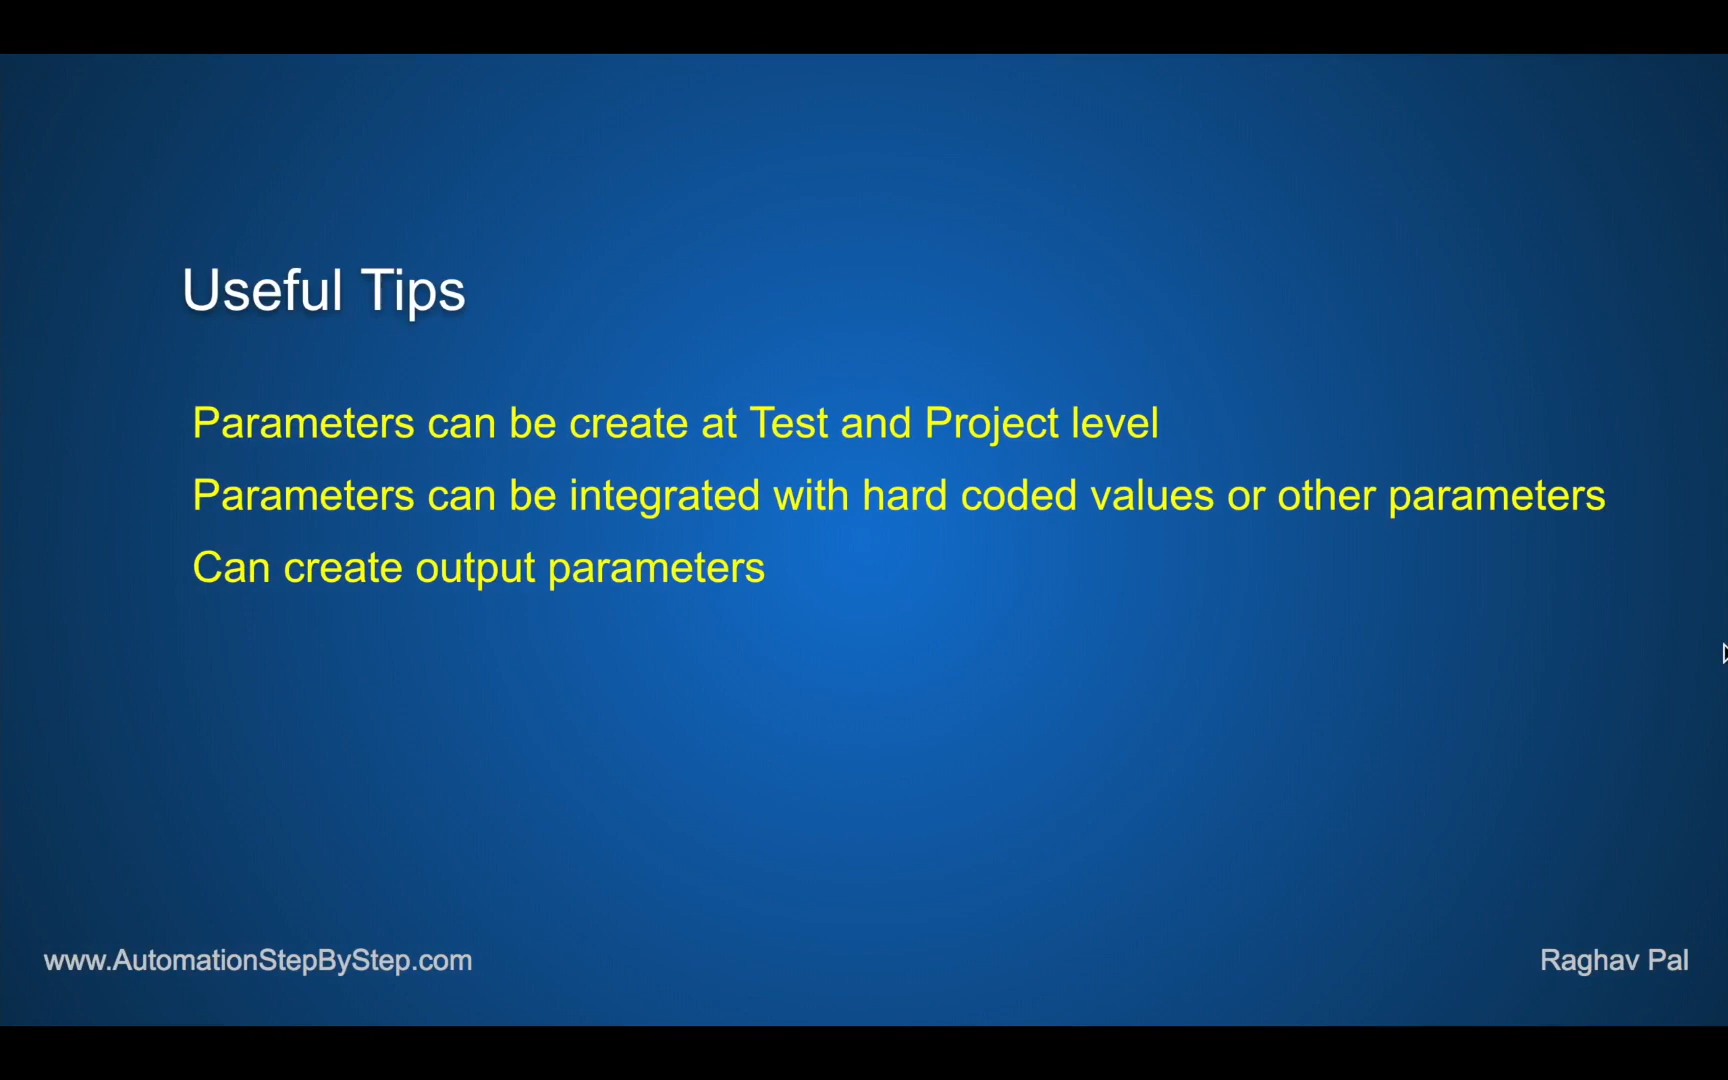 Useful Tips
Parameters can be create at Test and Project level
Parameters can be integrated with hard coded values or other parameters
Can create output parameters
www.AutomationStepByStep.com
Raghav Pal